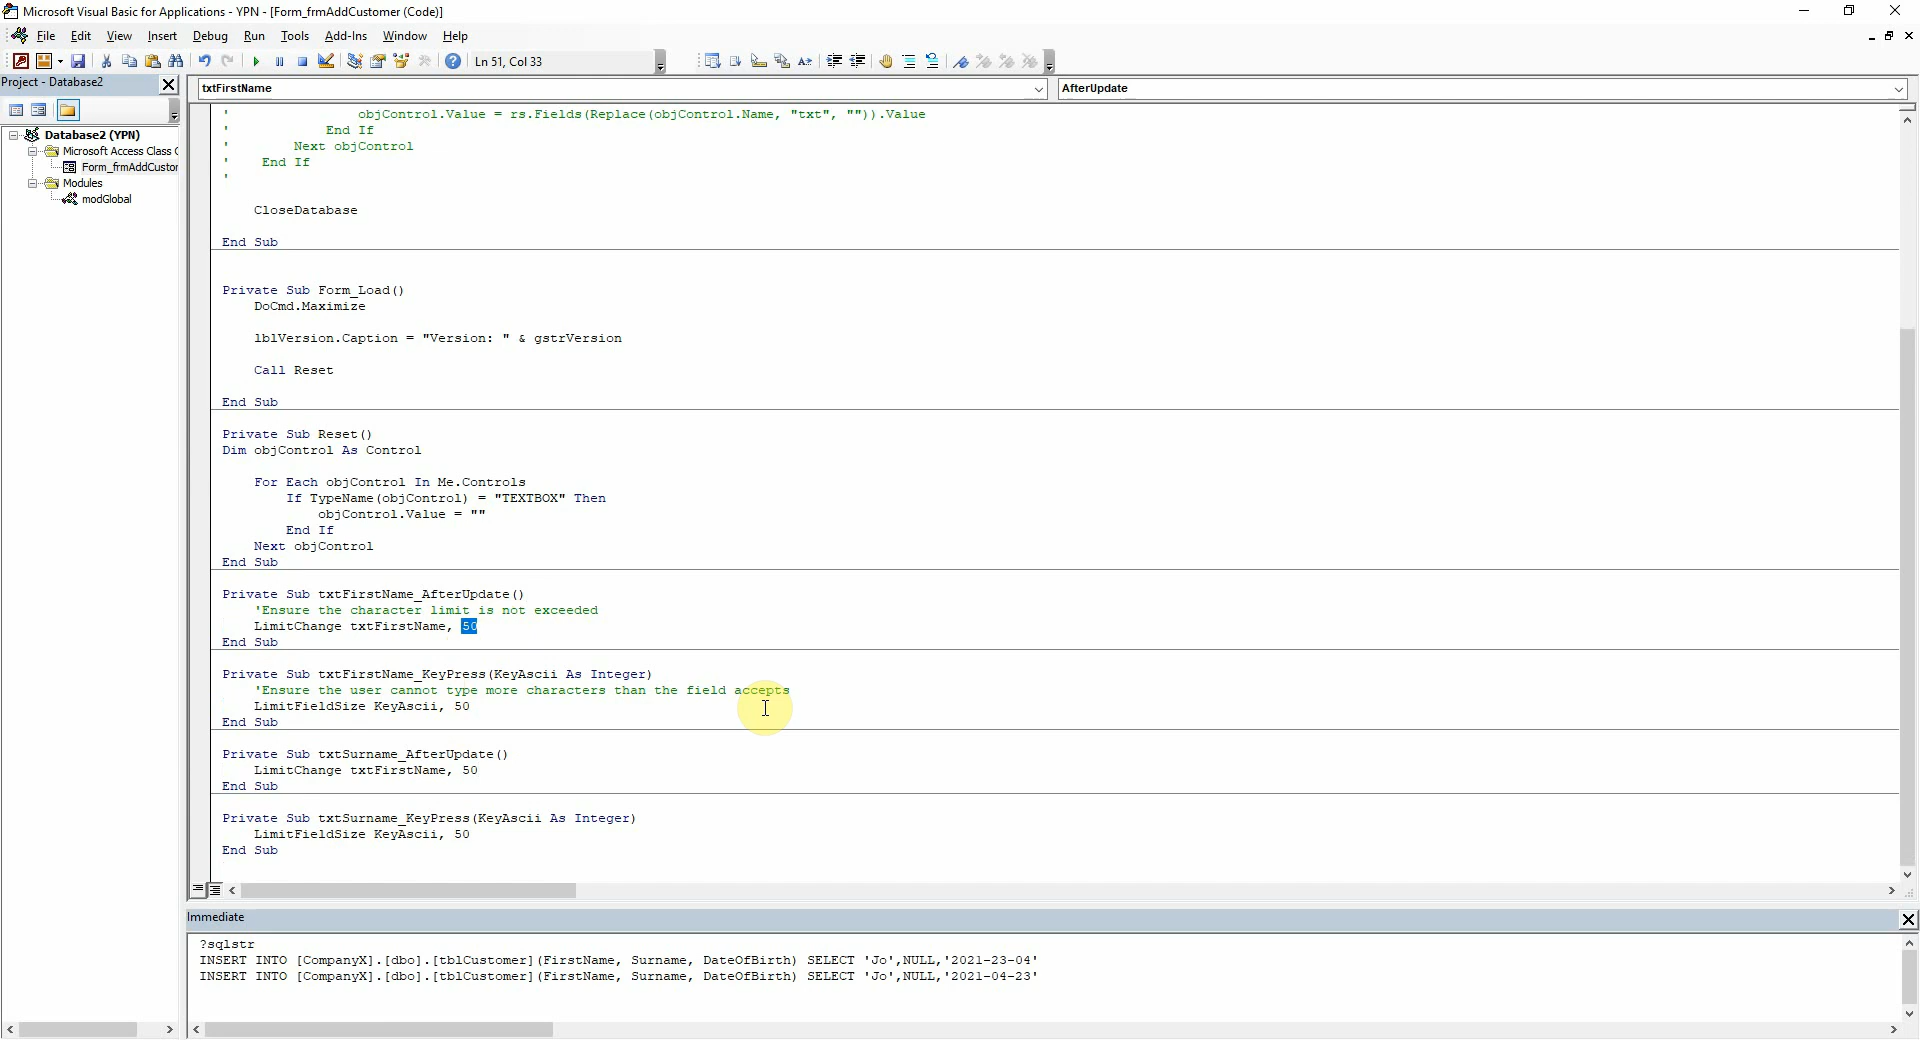 Microsoft Visual Basic for Applications - YPN - [Form_frmAddCustomer (Code)]
File Edit View Insert Debug Run Tools Add-Ins Window Help
Ln 51, Col 33
Project - Database2
txtFirstName
AfterUpdate
Database2 (YPN)
Microsoft Access Class
Form_frmAddCustor
Modules
modGlobal
' objControl.Value = rs.Fields(Replace(objControl.Name, "txt", "")).Value
' End If
' Next objControl
' End If
'
CloseDatabase
End Sub
Private Sub Form_Load()
DoCmd.Maximize
lblVersion.Caption = "Version: " & gstrVersion
Call Reset
End Sub
Private Sub Reset()
Dim objControl As Control
For Each objControl In Me.Controls
If TypeName(objControl) = "TEXTBOX" Then
objControl.Value = ""
End If
Next objControl
End Sub
Private Sub txtFirstName_AfterUpdate()
'Ensure the character limit is not exceeded
LimitChange txtFirstName, 50
End Sub
Private Sub txtFirstName_KeyPress(KeyAscii As Integer)
'Ensure the user cannot type more characters than the field accepts
LimitFieldSize KeyAscii, 50
End Sub
Private Sub txtSurname_AfterUpdate()
LimitChange txtFirstName, 50
End Sub
Private Sub txtSurname_KeyPress(KeyAscii As Integer)
LimitFieldSize KeyAscii, 50
End Sub
Immediate
?sqlstr
INSERT INTO [CompanyX].[dbo].[tblCustomer](FirstName, Surname, DateOfBirth) SELECT 'Jo',NULL,'2021-23-04'
INSERT INTO [CompanyX].[dbo].[tblCustomer](FirstName, Surname, DateOfBirth) SELECT 'Jo',NULL,'2021-04-23'